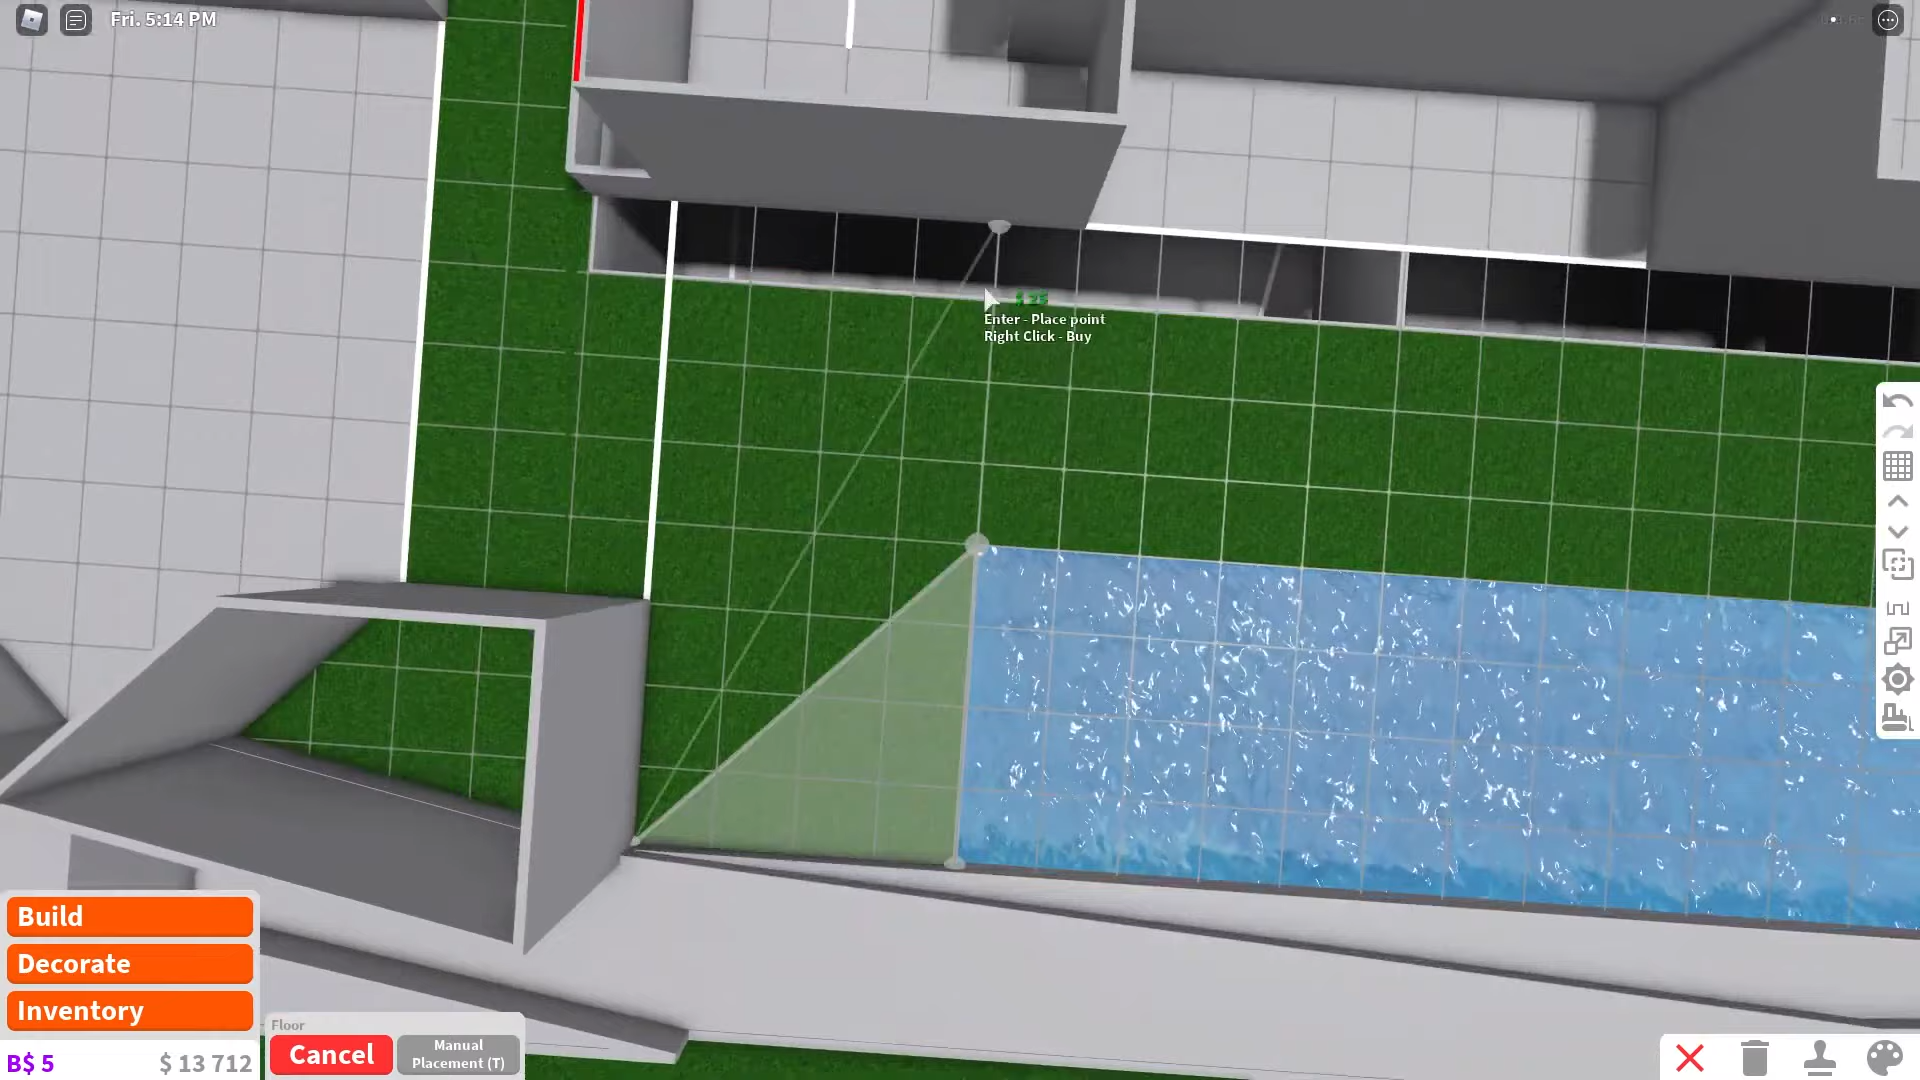 Fri. 5:14 PM
$ 25
Enter - Place point
Right Click - Buy
Build
Decorate
Inventory
B$ 5
$ 13 712
Floor
Cancel
Manual
Placement (T)